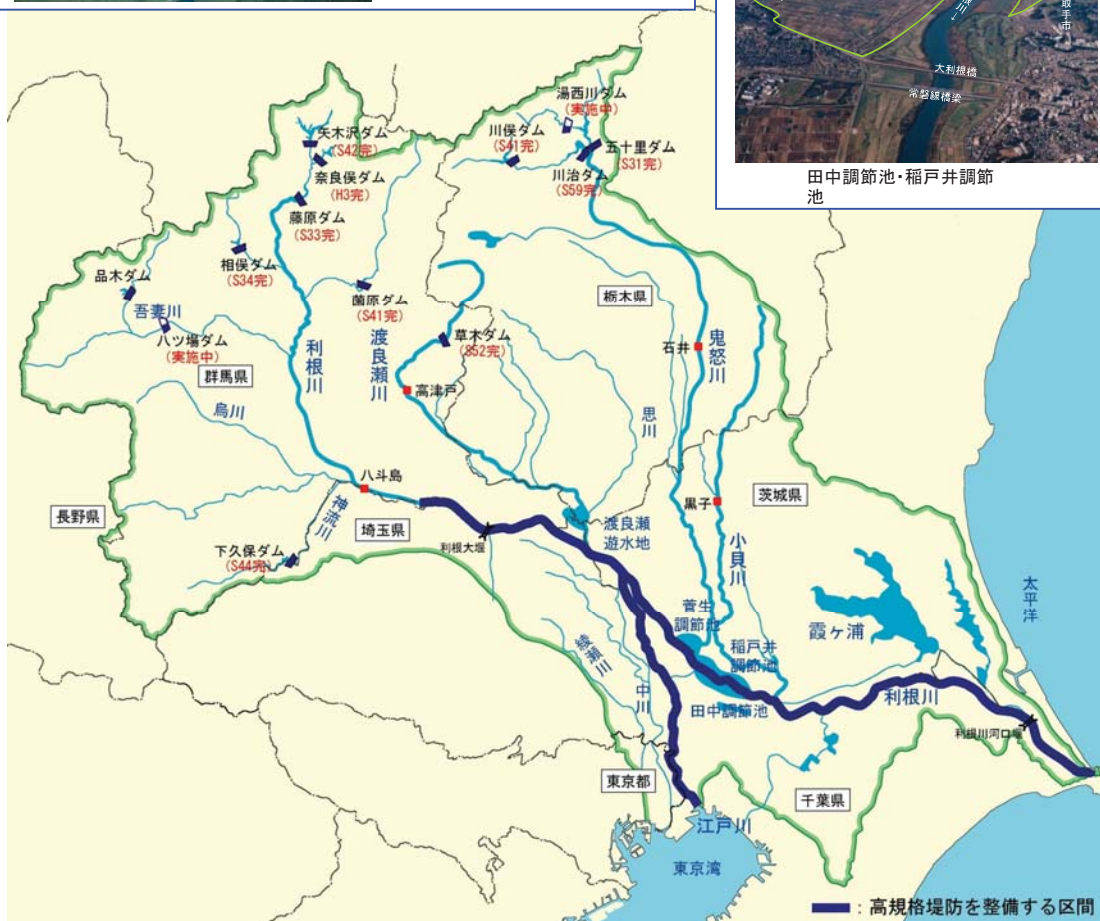 取手市
大利根橋
常磐線橋梁
田中調節池・稲戸井調節
池
湯西川ダム
(実施中)
川俣ダム
(S41完)
五十里ダム
(S31完)
川治ダム
(S59完)
矢木沢ダム
(S42完)
奈良俣ダム
(H3完)
藤原ダム
(S33完)
相俣ダム
(S34完)
品木ダム
吾妻川
八ツ場ダム
(実施中)
薗原ダム
(S41完)
草木ダム
(S52完)
栃木県
群馬県
利根川
渡良瀬川
高津戸
石井
鬼怒川
思川
烏川
八斗島
神流川
長野県
埼玉県
利根大堰
下久保ダム
(S44完)
渡良瀬
遊水地
黒子
茨城県
小貝川
菅生
調節池
稲戸井
調節池
田中調節池
霞ヶ浦
太平洋
綾瀬川
中川
利根川
利根川河口堰
東京都
千葉県
江戸川
東京湾
:高規格堤防を整備する区間